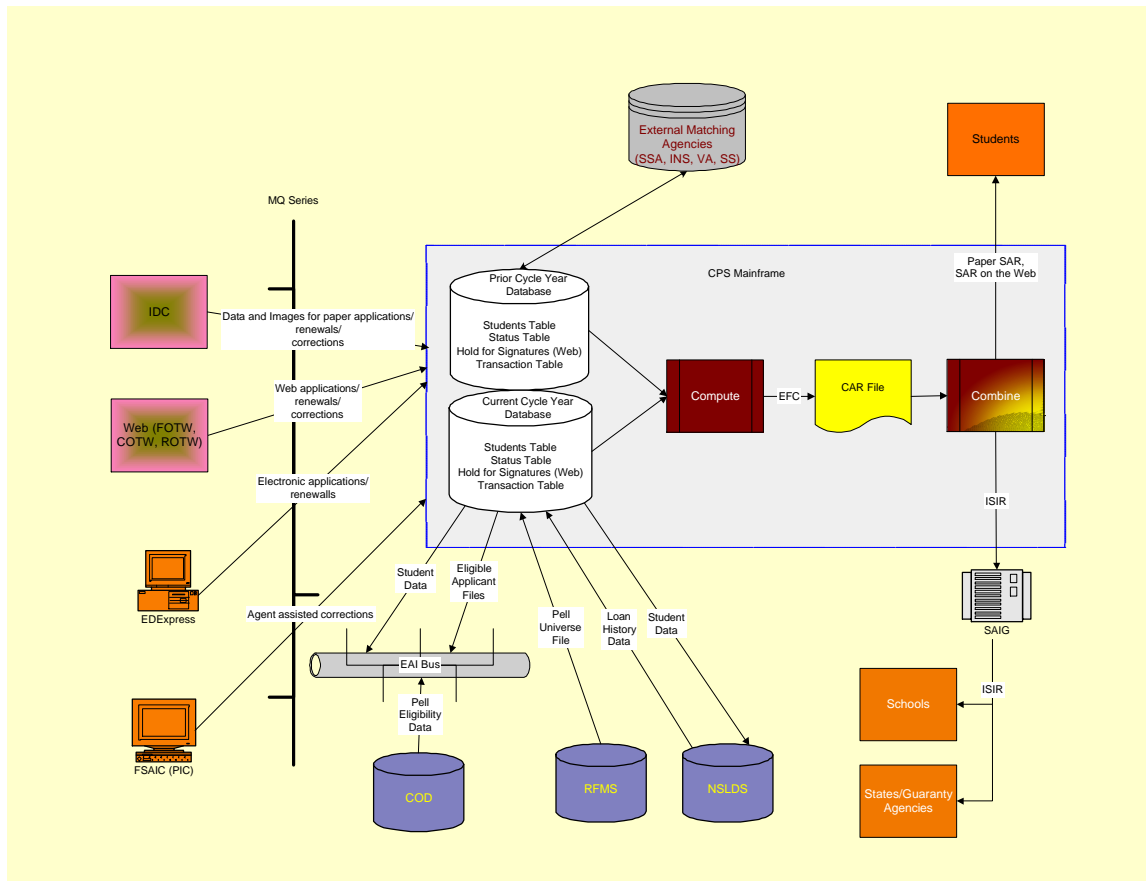 External Matching
Agencies
(SSA, INS, VA, SS)
Students
MQ Series
Paper SAR,
SAR on the Web
CPS Mainframe
Prior Cycle Year
Database
Students Table
Status Table
Hold for Signatures (Web)
Transaction Table
IDC
Data and Images for paper applications/
renewals/
corrections
Web applications/
renewals/
corrections
Compute
EFC
CAR File
Combine
Current Cycle Year
Database
Students Table
Status Table
Hold for Signatures (Web)
Transaction Table
Web (FOTW,
COTW, ROTW)
Electronic applications/
renewalls
ISIR
Student
Data
Eligible
Applicant
Files
EDExpress
Agent assisted corrections
Pell
Universe
File
Loan
History
Data
Student
Data
SAIG
EAI Bus
Pell
Eligibility
Data
ISIR
Schools
FSAIC (PIC)
COD
RFMS
NSLDS
States/Guaranty
Agencies